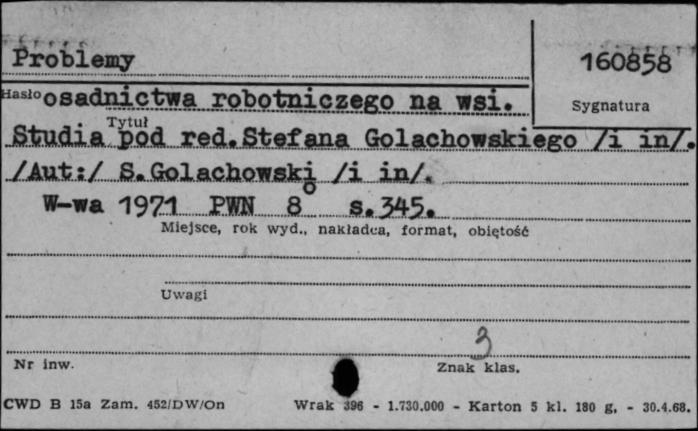 Problemy
160858
Hasło osadnictwa robotniczego na wsi.
Sygnatura
Tytuł
Studia pod red.Stefana Golachowskiego /i in/.
/Aut:/ S.Golachowski /i in/.
W-wa 1971 PWN 8° s.345.
Miejsce, rok wyd., nakładca, format, objętość
Uwagi
3
Nr inw.
Znak klas.
CWD B 15a Zam. 452/DW/On Wrak 396 - 1.730.000 - Karton 5 kl. 180 g, - 30.4.68.